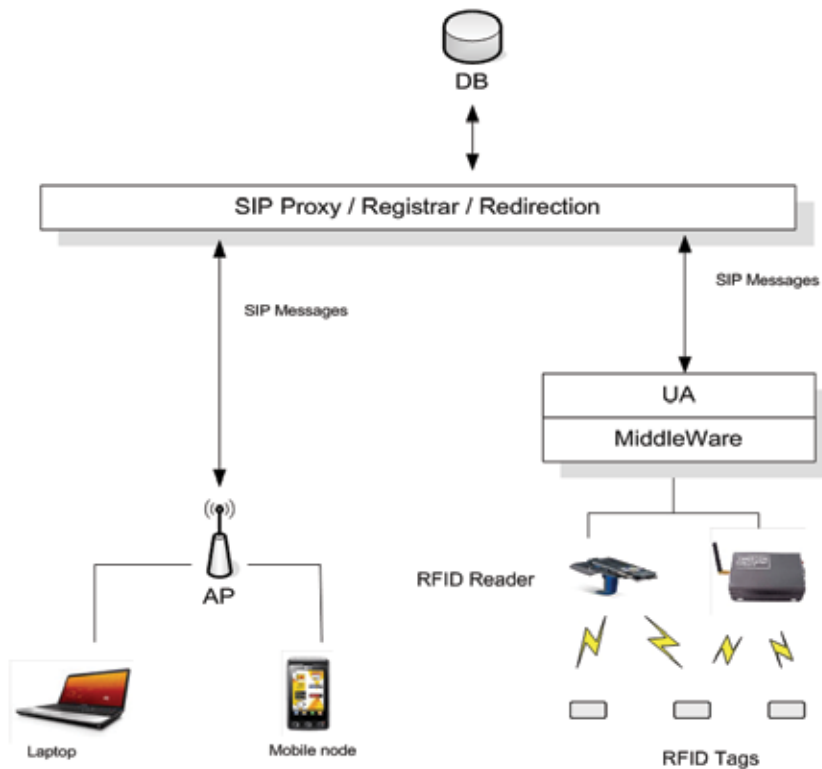 DB
SIP Proxy / Registrar / Redirection
SIP Messages
SIP Messages
UA
MiddleWare
RFID Reader
AP
Laptop
Mobile node
RFID Tags